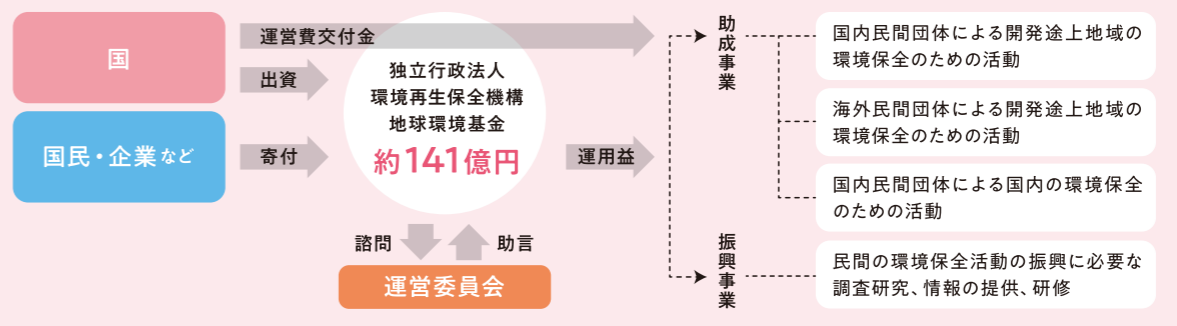 国
国民・企業など
運営費交付金
出資
寄付
独立行政法人
環境再生保全機構
地球環境基金
約141億円
諮問
助言
運営委員会
運用益
助成事業
国内民間団体による開発途上地域の
環境保全のための活動
海外民間団体による開発途上地域の
環境保全のための活動
国内民間団体による国内の環境保全
のための活動
振興事業
民間の環境保全活動の振興に必要な
調査研究、情報の提供、研修